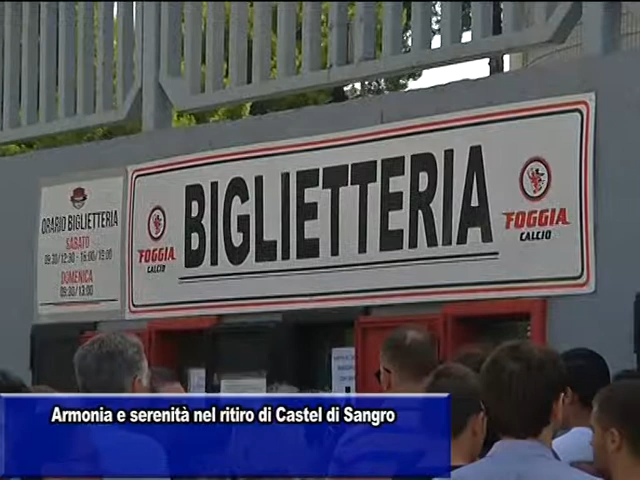 ORARIO BIGLIETTERIA
SABATO
09:30/12:30 - 16:00/19:00
DOMENICA
09:30/13:00
FOGGIA
CALCIO
BIGLIETTERIA
FOGGIA
CALCIO
Armonia e serenità nel ritiro di Castel di Sangro